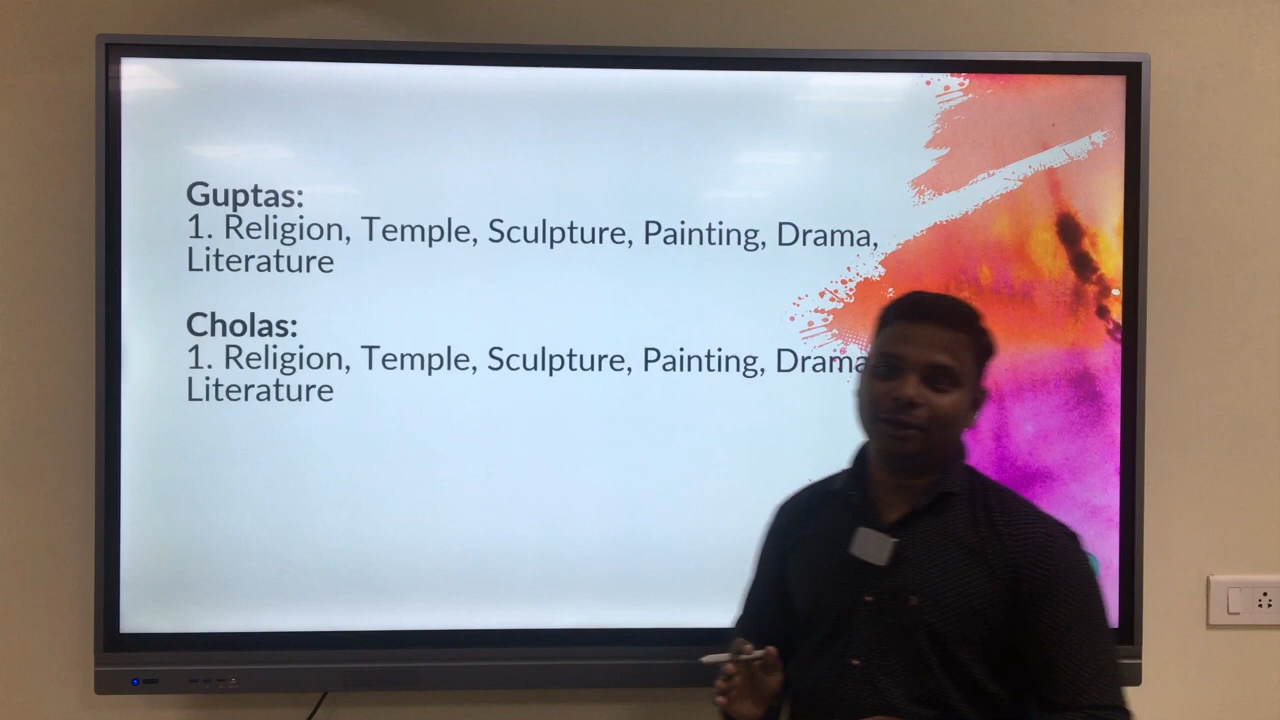 Guptas:
1. Religion, Temple, Sculpture, Painting, Drama,
Literature
Cholas:
1. Religion, Temple, Sculpture, Painting, Drama
Literature